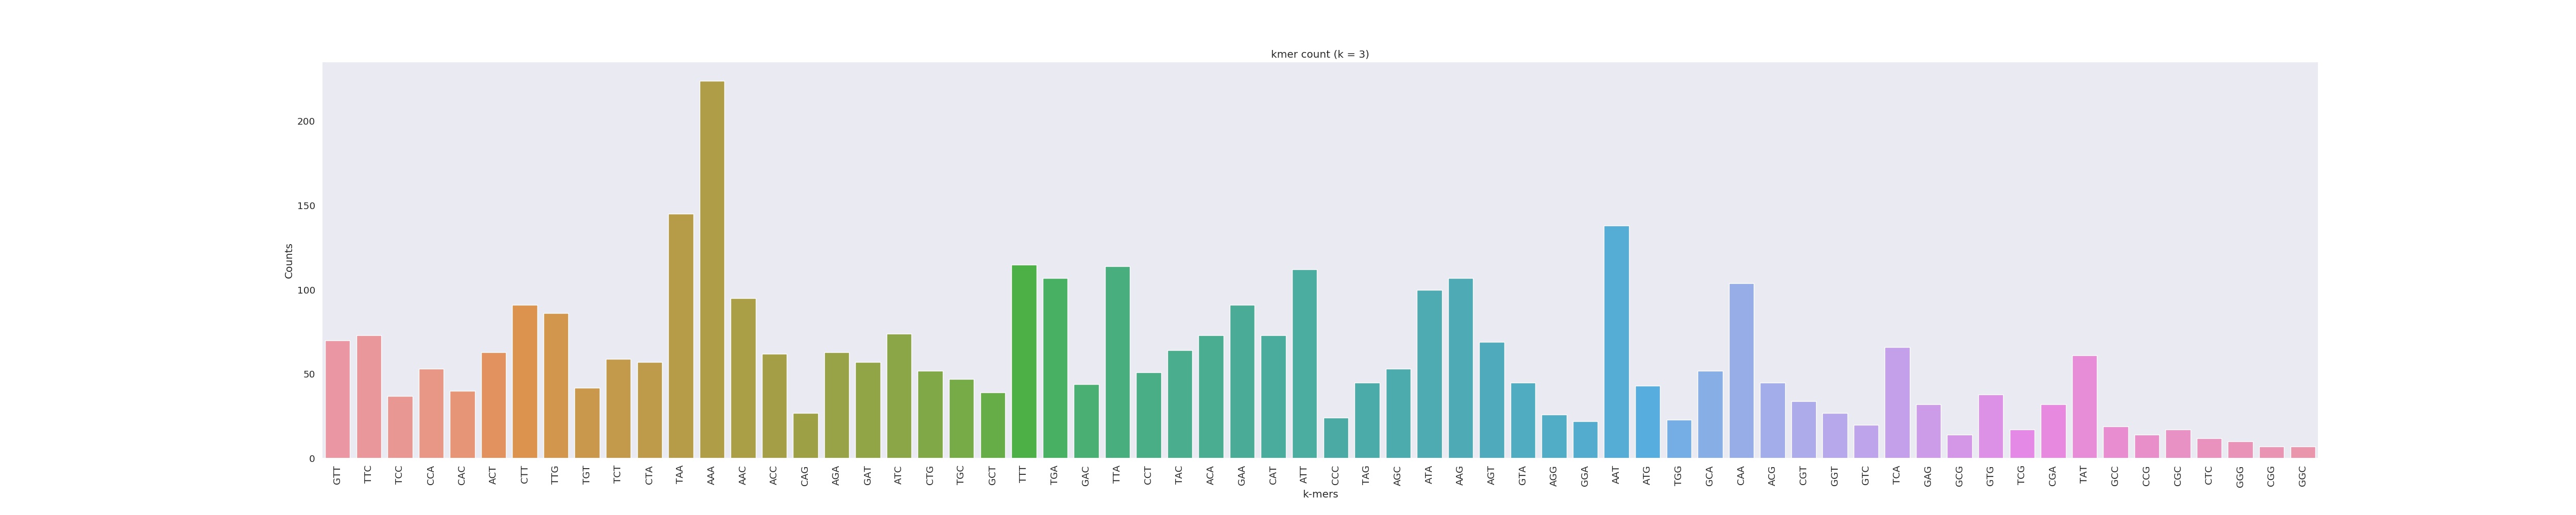 kmer count (k = 3)
200
150
100
50
0
Counts
GTT TTC TCC CCA CAC ACT CTT TTG TGT TCT CTA TAA AAA AAC ACC CAG AGA GAT ATC CTG TGC GCT TTT TGA GAC TTA CCT TAC ACA GAA CAT ATT CCC TAG AGC ATA AAG AGT GTA AGG GGA AAT ATG TGG GCA CAA ACG CGT GGT GTC TCA GAG GCG GTG TCG CGA TAT GCC CCG CGC CTC GGG CGG GGC
k-mers